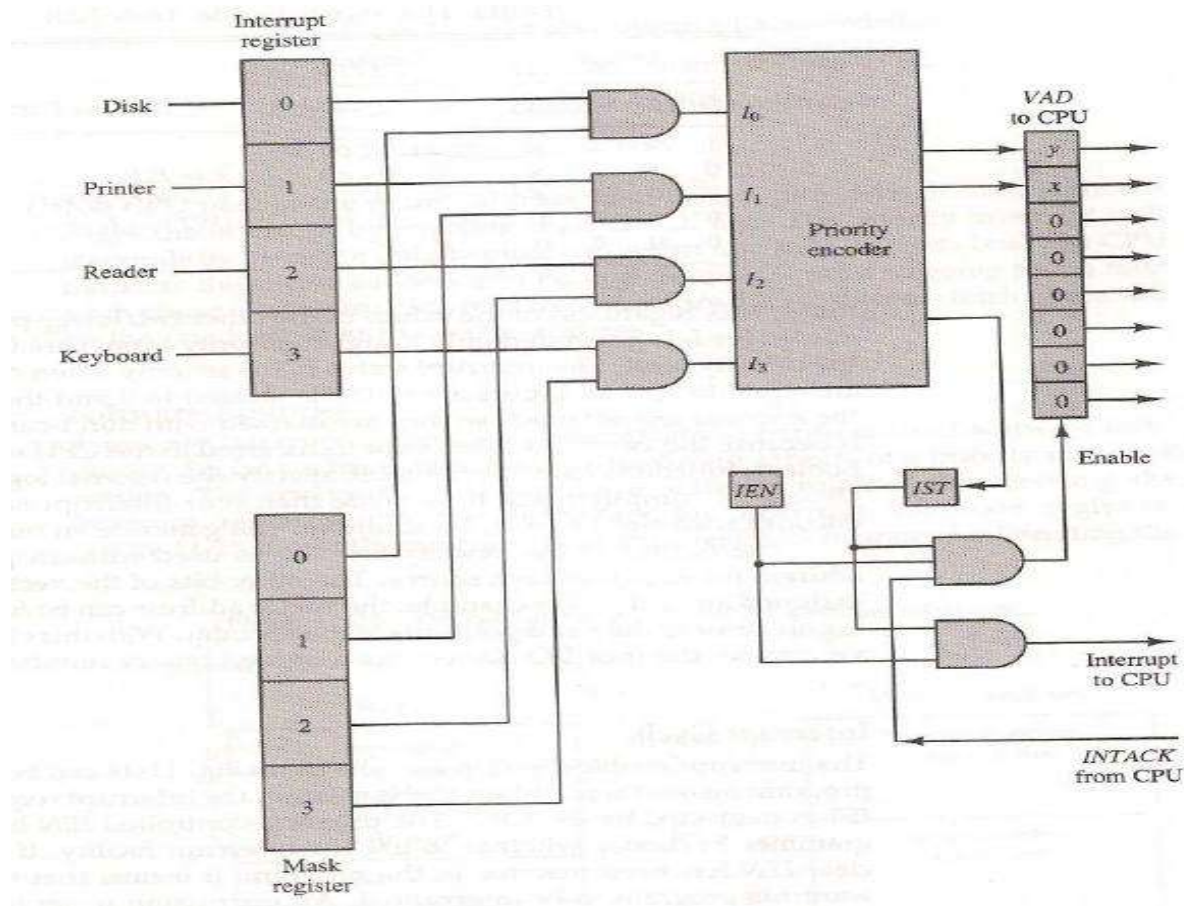 Interrupt
register
Disk
0
Printer
1
Reader
2
Keyboard
3
I0
I1
I2
I3
Priority
encoder
VAD
to CPU
y
x
0
0
0
0
0
0
Enable
IEN
IST
0
1
2
3
Mask
register
Interrupt
to CPU
INTACK
from CPU